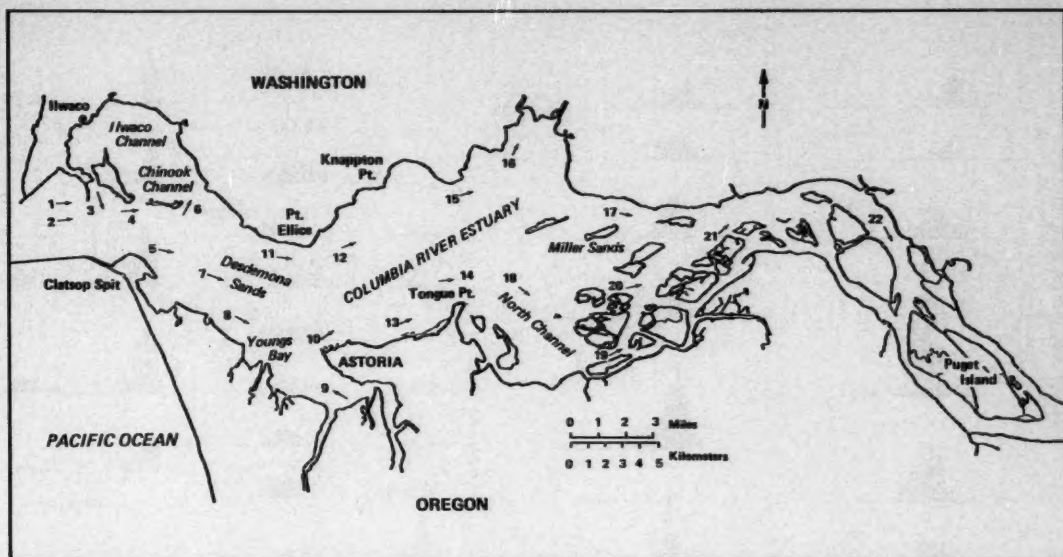 WASHINGTON
N
Ilwaco
Ilwaco
Channel
Chinook
Channel
Knappton
Pt.
16
15
1
2
3
4
6
17
Pt.
Ellice
22
21
5
11
12
COLUMBIA RIVER ESTUARY
Miller Sands
7
Desdemona
Sands
Clatsop Spit
14
Tongue Pt.
18
20
North Channel
8
10
13
Youngs
Bay
ASTORIA
19
Puget
Island
9
PACIFIC OCEAN
0 1 2 3 Miles
0 1 2 3 4 5 Kilometers
OREGON